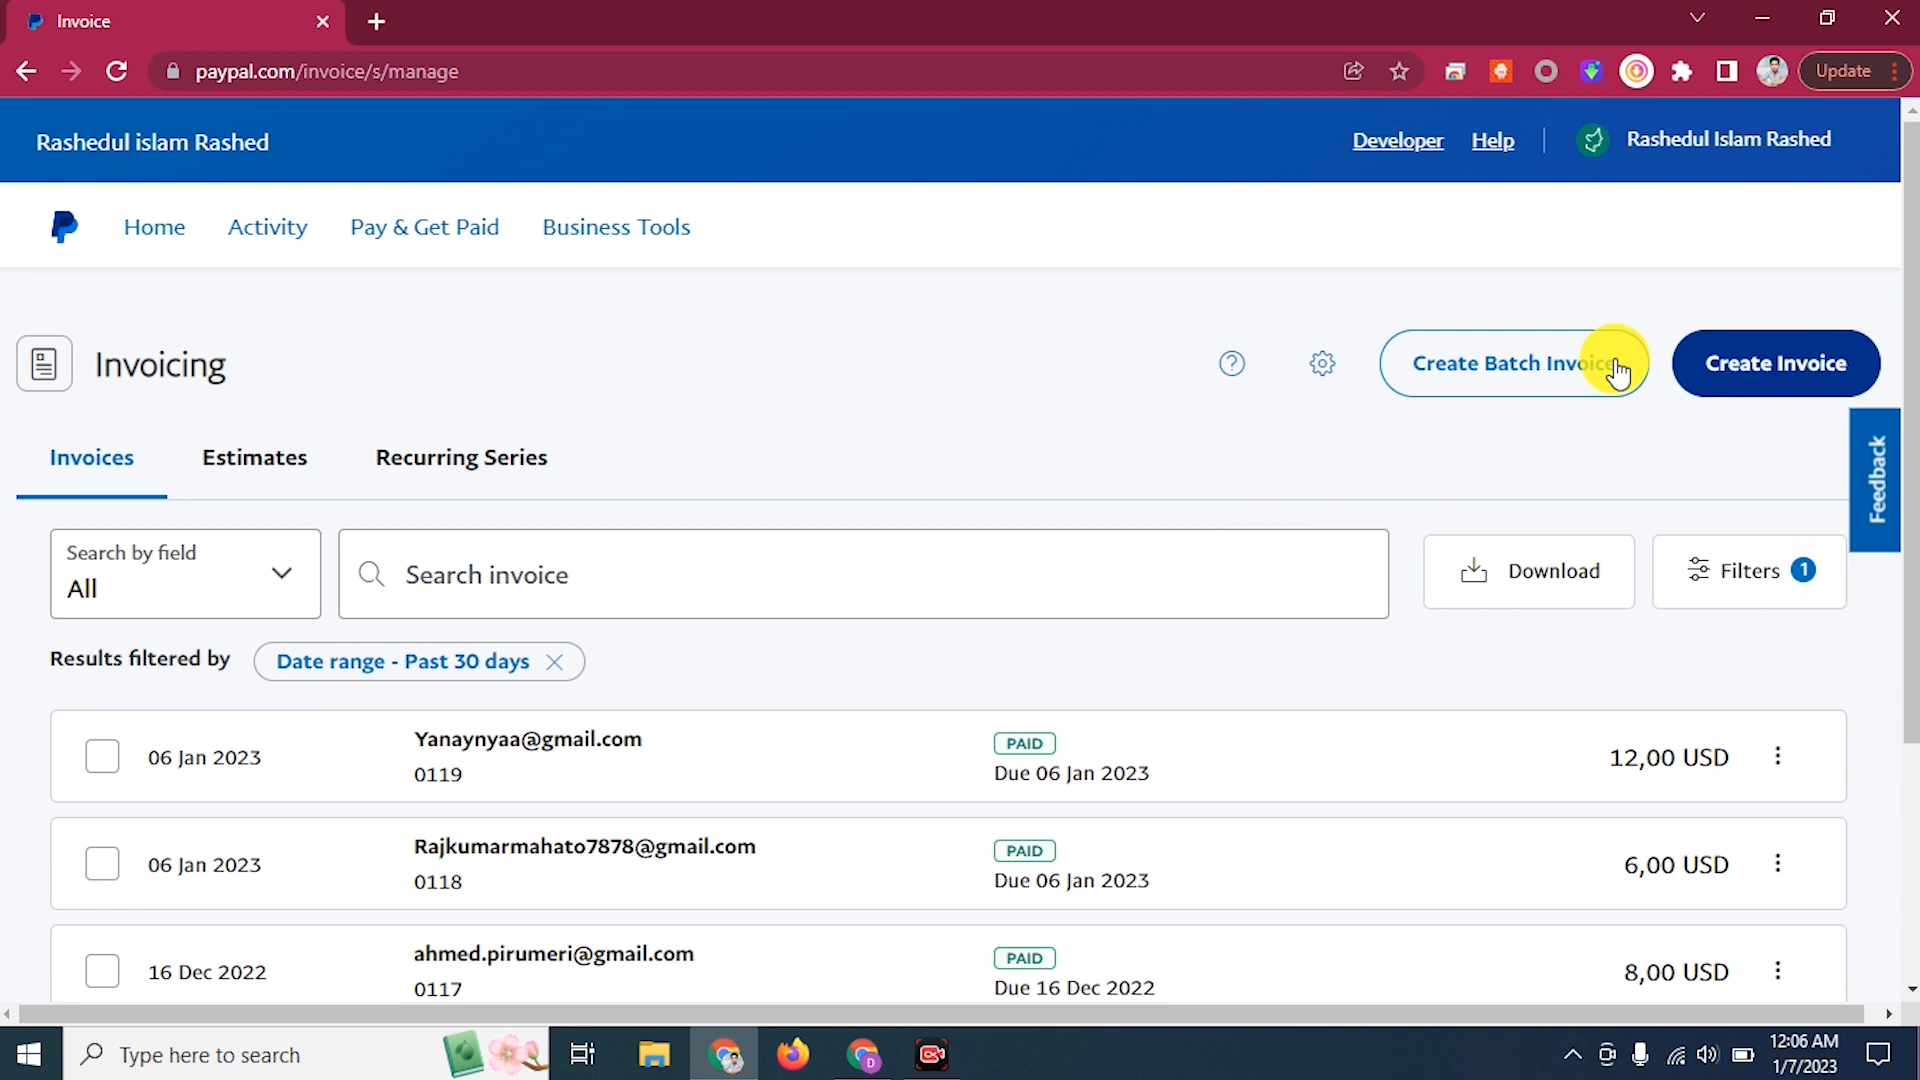 Invoice
paypal.com/invoice/s/manage
Update
Rashedul islam Rashed
Developer
Help
Rashedul Islam Rashed
Home
Activity
Pay & Get Paid
Business Tools
Invoicing
Create Batch Invoice
Create Invoice
Feedback
Invoices
Estimates
Recurring Series
Search by field
All
Search invoice
Download
Filters 1
Results filtered by
Date range - Past 30 days
06 Jan 2023
Yanaynyaa@gmail.com
0119
PAID
Due 06 Jan 2023
12,00 USD
06 Jan 2023
Rajkumarmahato7878@gmail.com
0118
PAID
Due 06 Jan 2023
6,00 USD
16 Dec 2022
ahmed.pirumeri@gmail.com
0117
PAID
Due 16 Dec 2022
8,00 USD
Type here to search
D
12:06 AM
1/7/2023